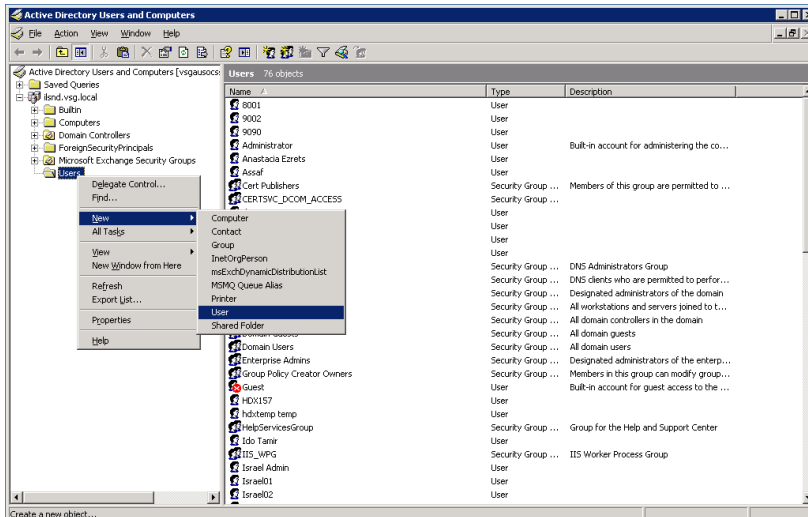 Active Directory Users and Computers
File Action View Window Help
Active Directory Users and Computers [vsgausocs:
Users 76 objects
Saved Queries
ilsnd.vsg.local
Builtin
Computers
Domain Controllers
ForeignSecurityPrincipals
Microsoft Exchange Security Groups
Users
Delegate Control...
Find...
New
All Tasks
View
New Window from Here
Refresh
Export List...
Properties
Help
Computer
Contact
Group
InetOrgPerson
msExchDynamicDistributionList
MSMQ Queue Alias
Printer
User
Shared Folder
Name Type Description
8001 User
9002 User
9090 User
Administrator User Built-in account for administering the co...
Anastacia Ezrets User
Assaf User
Cert Publishers Security Group ... Members of this group are permitted to ...
CERTSVC_DCOM_ACCESS Security Group ...
User
User
User
User
Security Group ... DNS Administrators Group
Security Group ... DNS clients who are permitted to perfor...
Security Group ... Designated administrators of the domain
Security Group ... All workstations and servers joined to t...
Security Group ... All domain controllers in the domain
Domain Guests Security Group ... All domain guests
Domain Users Security Group ... All domain users
Enterprise Admins Security Group ... Designated administrators of the enterp...
Group Policy Creator Owners Security Group ... Members in this group can modify group...
Guest User Built-in account for guest access to the ...
HDX157 User
hdxtemp temp User
HelpServicesGroup Security Group ... Group for the Help and Support Center
Ido Tamir User
IIS_WPG Security Group ... IIS Worker Process Group
Israel Admin User
Israel01 User
Israel02 User
Create a new object...